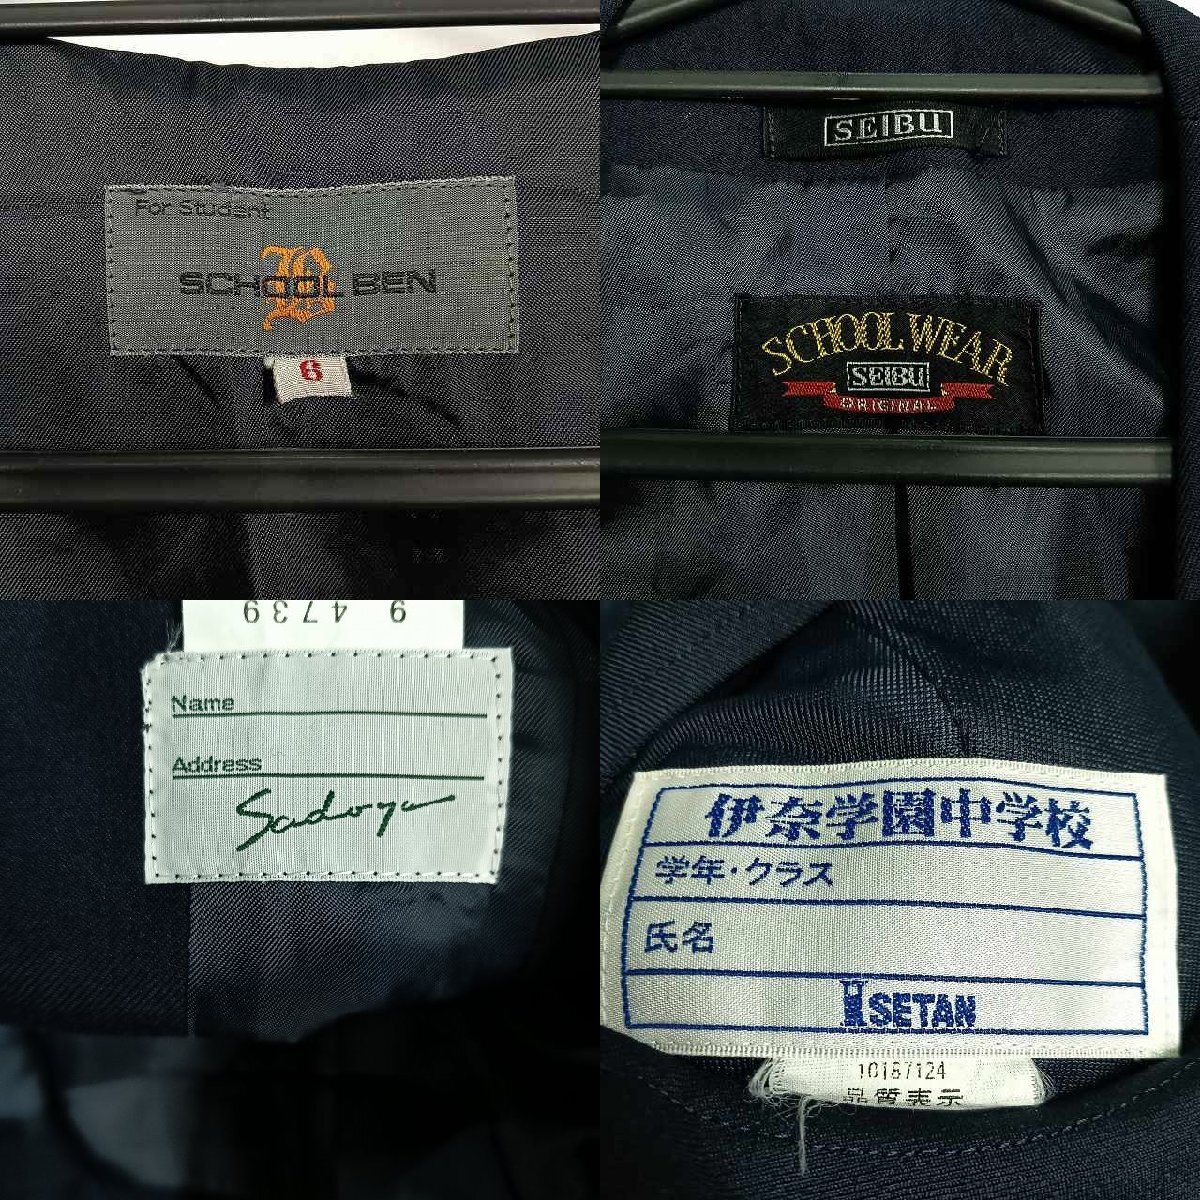 For Student
SCHOOL BEN
6
SEIBU
SCHOOL WEAR
SEIBU
ORIGINAL
9 4739
Name
Address
Sadoya
伊奈学園中学校
学年・クラス
氏名
ISETAN
10187124
品質表示